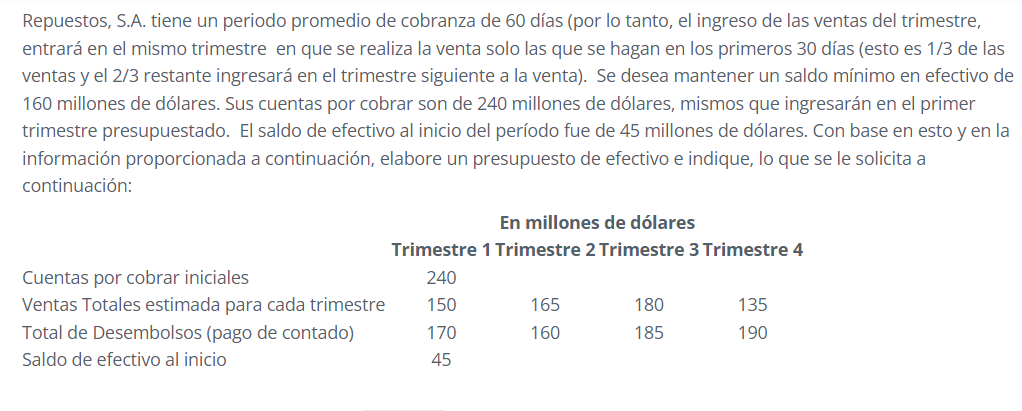 Repuestos, S.A. tiene un periodo promedio de cobranza de 60 días (por lo tanto, el ingreso de las ventas del trimestre,
entrará en el mismo trimestre en que se realiza la venta solo las que se hagan en los primeros 30 días (esto es 1/3 de las
ventas y el 2/3 restante ingresará en el trimestre siguiente a la venta). Se desea mantener un saldo mínimo en efectivo de
160 millones de dólares. Sus cuentas por cobrar son de 240 millones de dólares, mismos que ingresarán en el primer
trimestre presupuestado. El saldo de efectivo al inicio del período fue de 45 millones de dólares. Con base en esto y en la
información proporcionada a continuación, elabore un presupuesto de efectivo e indique, lo que se le solicita a
continuación:
En millones de dólares
Trimestre 1 Trimestre 2 Trimestre 3 Trimestre 4
Cuentas por cobrar iniciales 240
Ventas Totales estimada para cada trimestre 150 165 180 135
Total de Desembolsos (pago de contado) 170 160 185 190
Saldo de efectivo al inicio 45